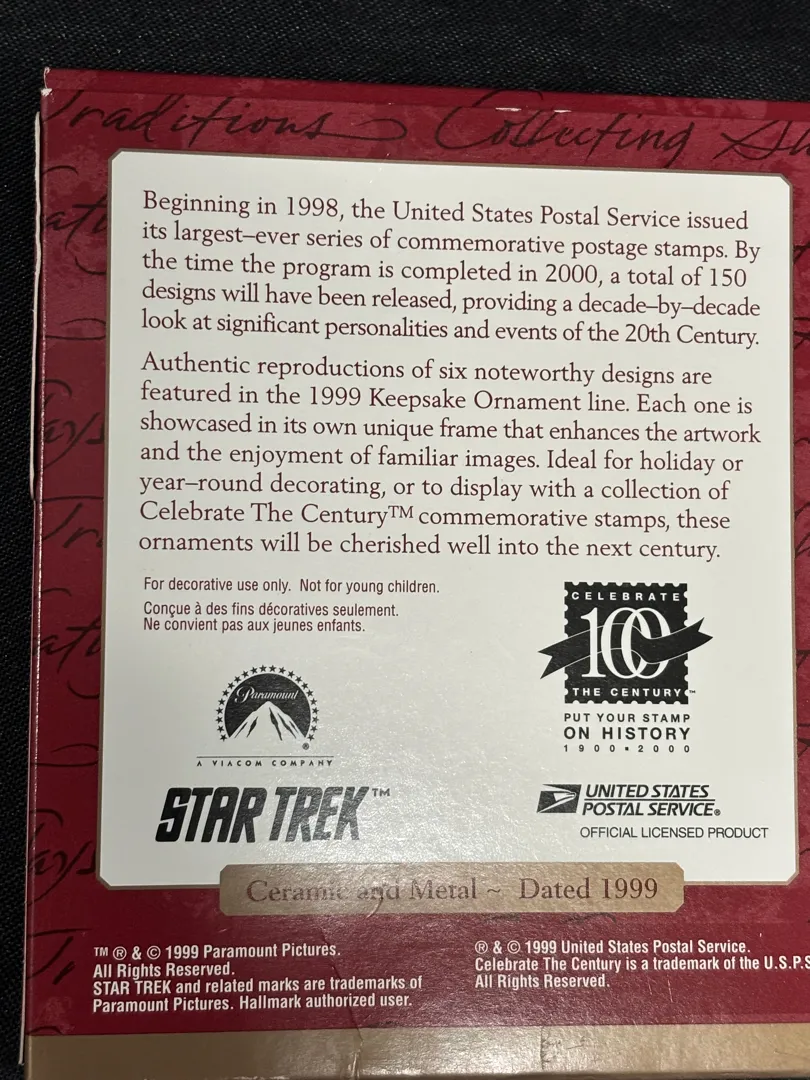 Traditions Collecting
Beginning in 1998, the United States Postal Service issued
its largest–ever series of commemorative postage stamps. By
the time the program is completed in 2000, a total of 150
designs will have been released, providing a decade–by–decade
look at significant personalities and events of the 20th Century.
Authentic reproductions of six noteworthy designs are
featured in the 1999 Keepsake Ornament line. Each one is
showcased in its own unique frame that enhances the artwork
and the enjoyment of familiar images. Ideal for holiday or
year–round decorating, or to display with a collection of
Celebrate The Century™ commemorative stamps, these
ornaments will be cherished well into the next century.
For decorative use only. Not for young children.
Conçue à des fins décoratives seulement.
Ne convient pas aux jeunes enfants.
Paramount
®
A VIACOM COMPANY
STAR TREK™
CELEBRATE
100
THE CENTURY™
PUT YOUR STAMP
ON HISTORY
1900▪2000
UNITED STATES
POSTAL SERVICE®
OFFICIAL LICENSED PRODUCT
Ceramic and Metal ~ Dated 1999
TM ® & © 1999 Paramount Pictures.
All Rights Reserved.
STAR TREK and related marks are trademarks of
Paramount Pictures. Hallmark authorized user.
® & © 1999 United States Postal Service.
Celebrate The Century is a trademark of the U.S.P.S
All Rights Reserved.